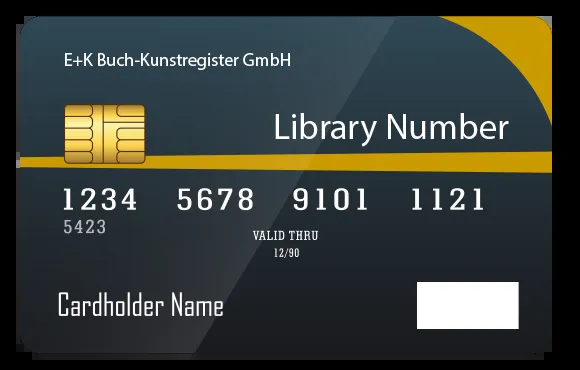 E+K Buch-Kunstregister GmbH
Library Number
1234 5678 9101 1121
5423
VALID THRU
12/90
Cardholder Name